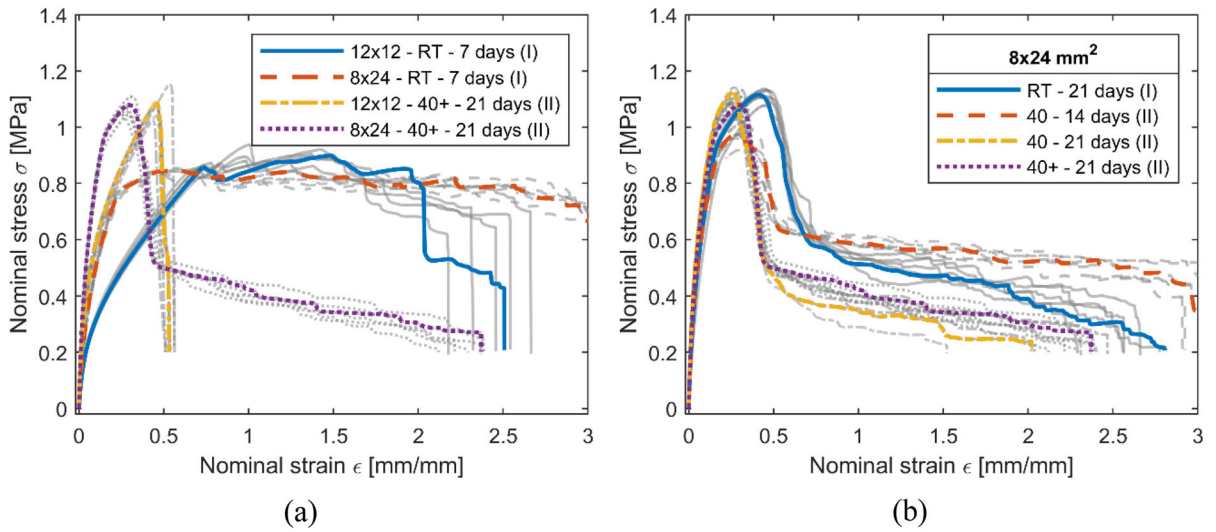 1.4
1.2
1
0.8
0.6
0.4
0.2
0
Nominal stress σ [MPa]
12x12 - RT - 7 days (I)
8x24 - RT - 7 days (I)
12x12 - 40+ - 21 days (II)
8x24 - 40+ - 21 days (II)
0 0.5 1 1.5 2 2.5 3
Nominal strain ϵ [mm/mm]
(a)
1.4
1.2
1
0.8
0.6
0.4
0.2
0
Nominal stress σ [MPa]
8x24 mm²
RT - 21 days (I)
40 - 14 days (II)
40 - 21 days (II)
40+ - 21 days (II)
0 0.5 1 1.5 2 2.5 3
Nominal strain ϵ [mm/mm]
(b)